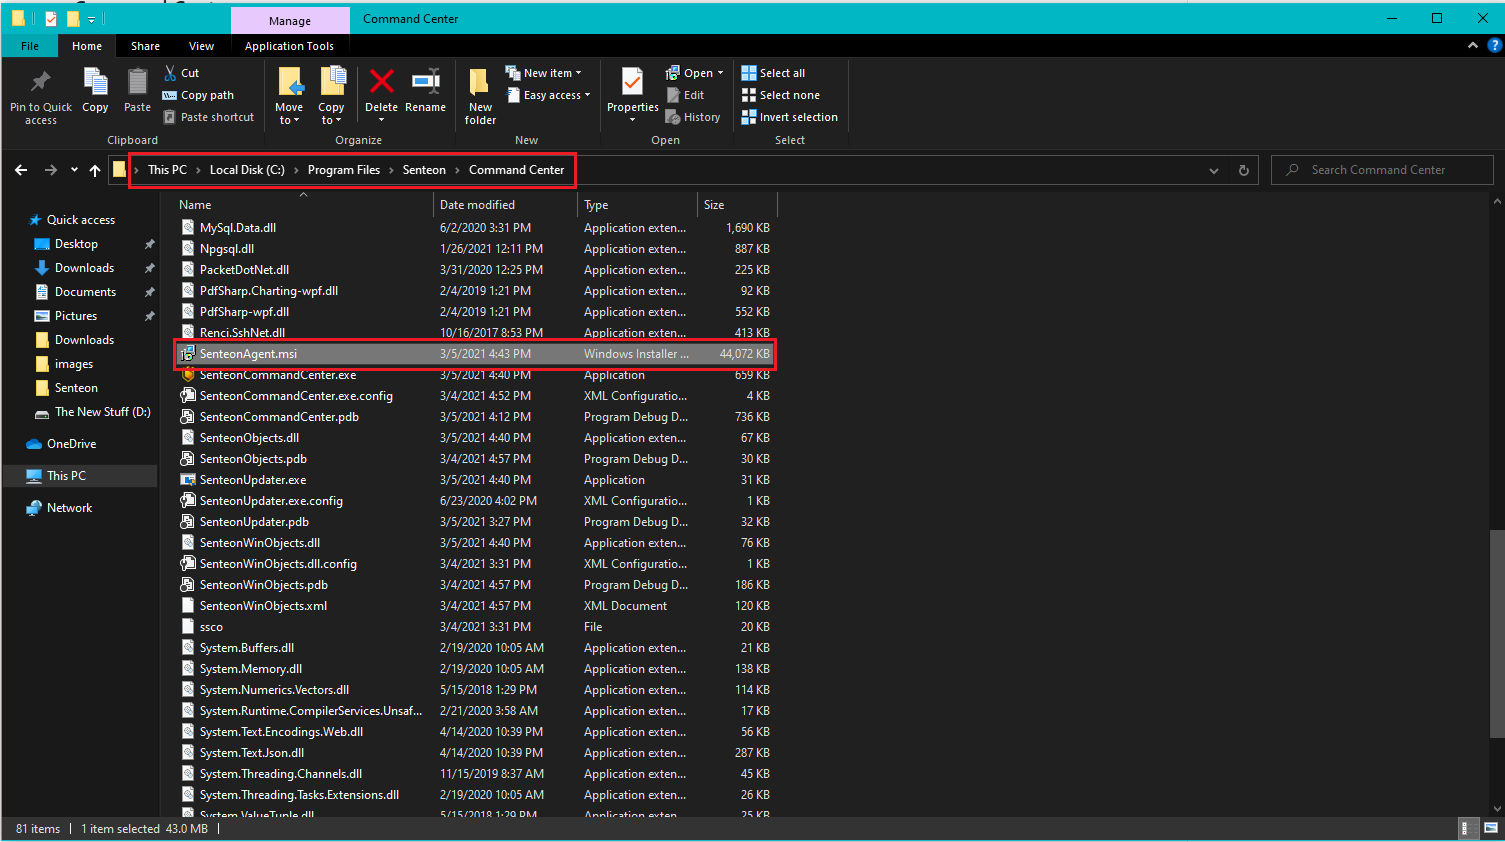 Manage
Command Center
File
Home
Share
View
Application Tools
Pin to Quick access
Copy
Paste
Cut
Copy path
Paste shortcut
Clipboard
Move to
Copy to
Delete
Rename
Organize
New folder
New item
Easy access
New
Properties
Open
Edit
History
Open
Select all
Select none
Invert selection
Select
This PC > Local Disk (C:) > Program Files > Senteon > Command Center
Search Command Center
Quick access
Desktop
Downloads
Documents
Pictures
Downloads
images
Senteon
The New Stuff (D:)
OneDrive
This PC
Network
Name Date modified Type Size
MySql.Data.dll 6/2/2020 3:31 PM Application exten... 1,690 KB
Npgsql.dll 1/26/2021 12:11 PM Application exten... 887 KB
PacketDotNet.dll 3/31/2020 12:25 PM Application exten... 225 KB
PdfSharp.Charting-wpf.dll 2/4/2019 1:21 PM Application exten... 92 KB
PdfSharp-wpf.dll 2/4/2019 1:21 PM Application exten... 552 KB
Renci.SshNet.dll 10/16/2017 8:53 PM Application exten... 413 KB
SenteonAgent.msi 3/5/2021 4:43 PM Windows Installer ... 44,072 KB
SenteonCommandCenter.exe 3/5/2021 4:40 PM Application 659 KB
SenteonCommandCenter.exe.config 3/4/2021 4:52 PM XML Configuratio... 4 KB
SenteonCommandCenter.pdb 3/5/2021 4:12 PM Program Debug D... 736 KB
SenteonObjects.dll 3/5/2021 4:40 PM Application exten... 67 KB
SenteonObjects.pdb 3/4/2021 4:57 PM Program Debug D... 30 KB
SenteonUpdater.exe 3/5/2021 4:40 PM Application 31 KB
SenteonUpdater.exe.config 6/23/2020 4:02 PM XML Configuratio... 1 KB
SenteonUpdater.pdb 3/5/2021 3:27 PM Program Debug D... 32 KB
SenteonWinObjects.dll 3/5/2021 4:40 PM Application exten... 76 KB
SenteonWinObjects.dll.config 3/4/2021 3:31 PM XML Configuratio... 1 KB
SenteonWinObjects.pdb 3/4/2021 4:57 PM Program Debug D... 186 KB
SenteonWinObjects.xml 3/4/2021 4:57 PM XML Document 120 KB
ssco 3/4/2021 3:31 PM File 20 KB
System.Buffers.dll 2/19/2020 10:05 AM Application exten... 21 KB
System.Memory.dll 2/19/2020 10:05 AM Application exten... 138 KB
System.Numerics.Vectors.dll 5/15/2018 1:29 PM Application exten... 114 KB
System.Runtime.CompilerServices.Unsaf... 2/21/2020 3:58 AM Application exten... 17 KB
System.Text.Encodings.Web.dll 4/14/2020 10:39 PM Application exten... 56 KB
System.Text.Json.dll 4/14/2020 10:39 PM Application exten... 287 KB
System.Threading.Channels.dll 11/15/2019 8:37 AM Application exten... 45 KB
System.Threading.Tasks.Extensions.dll 2/19/2020 10:05 AM Application exten... 26 KB
System.ValueTuple.dll 5/15/2018 1:29 PM Application exten... 25 KB
81 items 1 item selected 43.0 MB